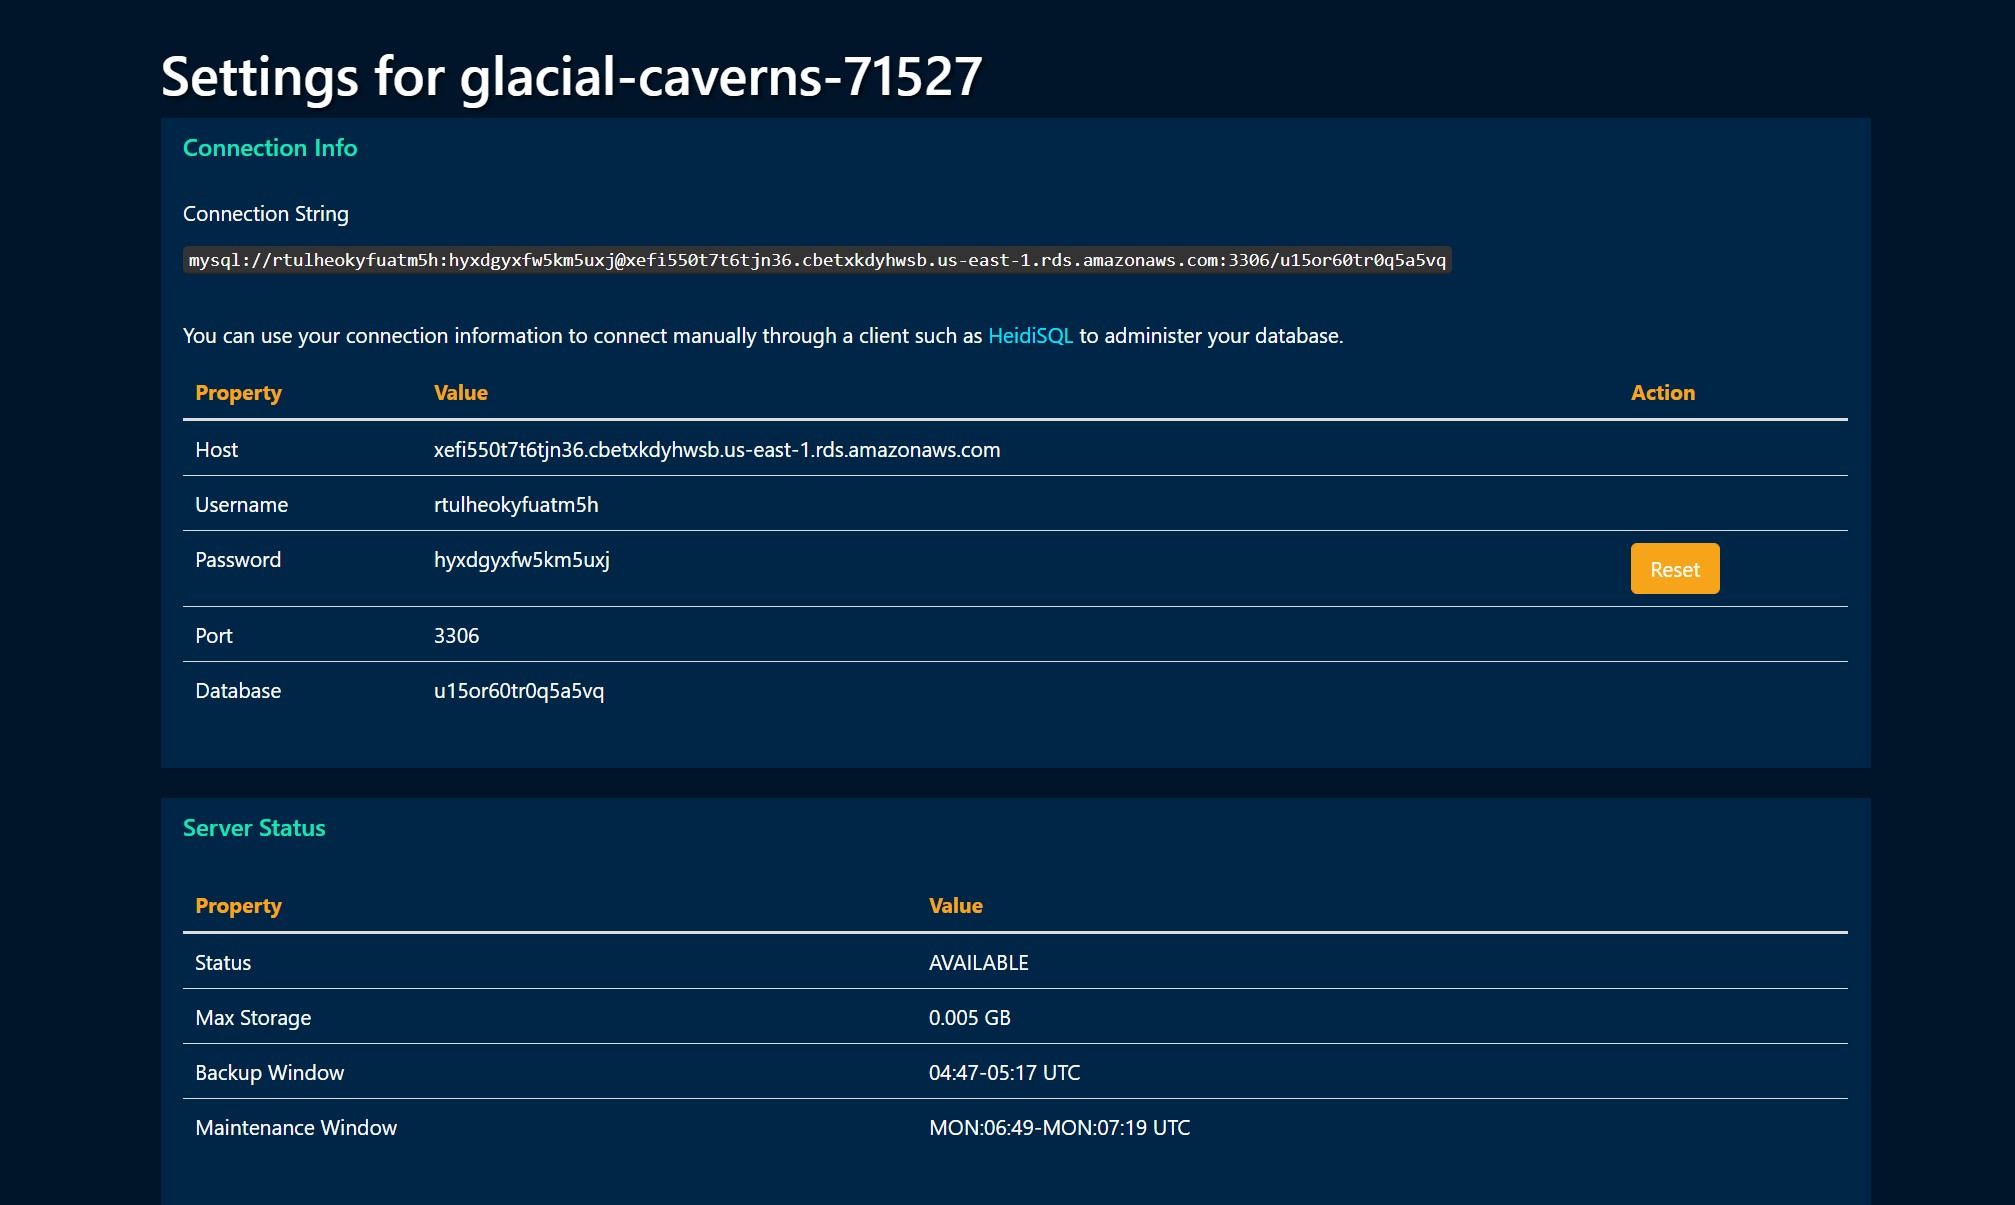 Settings for glacial-caverns-71527
Connection Info
Connection String
mysql://rtulheokyfuatm5h:hyxdgyxfw5km5uxj@xefi550t7t6tjn36.cbetxkdyhwsb.us-east-1.rds.amazonaws.com:3306/u15or60tr0q5a5vq
You can use your connection information to connect manually through a client such as HeidiSQL to administer your database.
Property Value Action
Host xefi550t7t6tjn36.cbetxkdyhwsb.us-east-1.rds.amazonaws.com
Username rtulheokyfuatm5h
Password hyxdgyxfw5km5uxj Reset
Port 3306
Database u15or60tr0q5a5vq
Server Status
Property Value
Status AVAILABLE
Max Storage 0.005 GB
Backup Window 04:47-05:17 UTC
Maintenance Window MON:06:49-MON:07:19 UTC